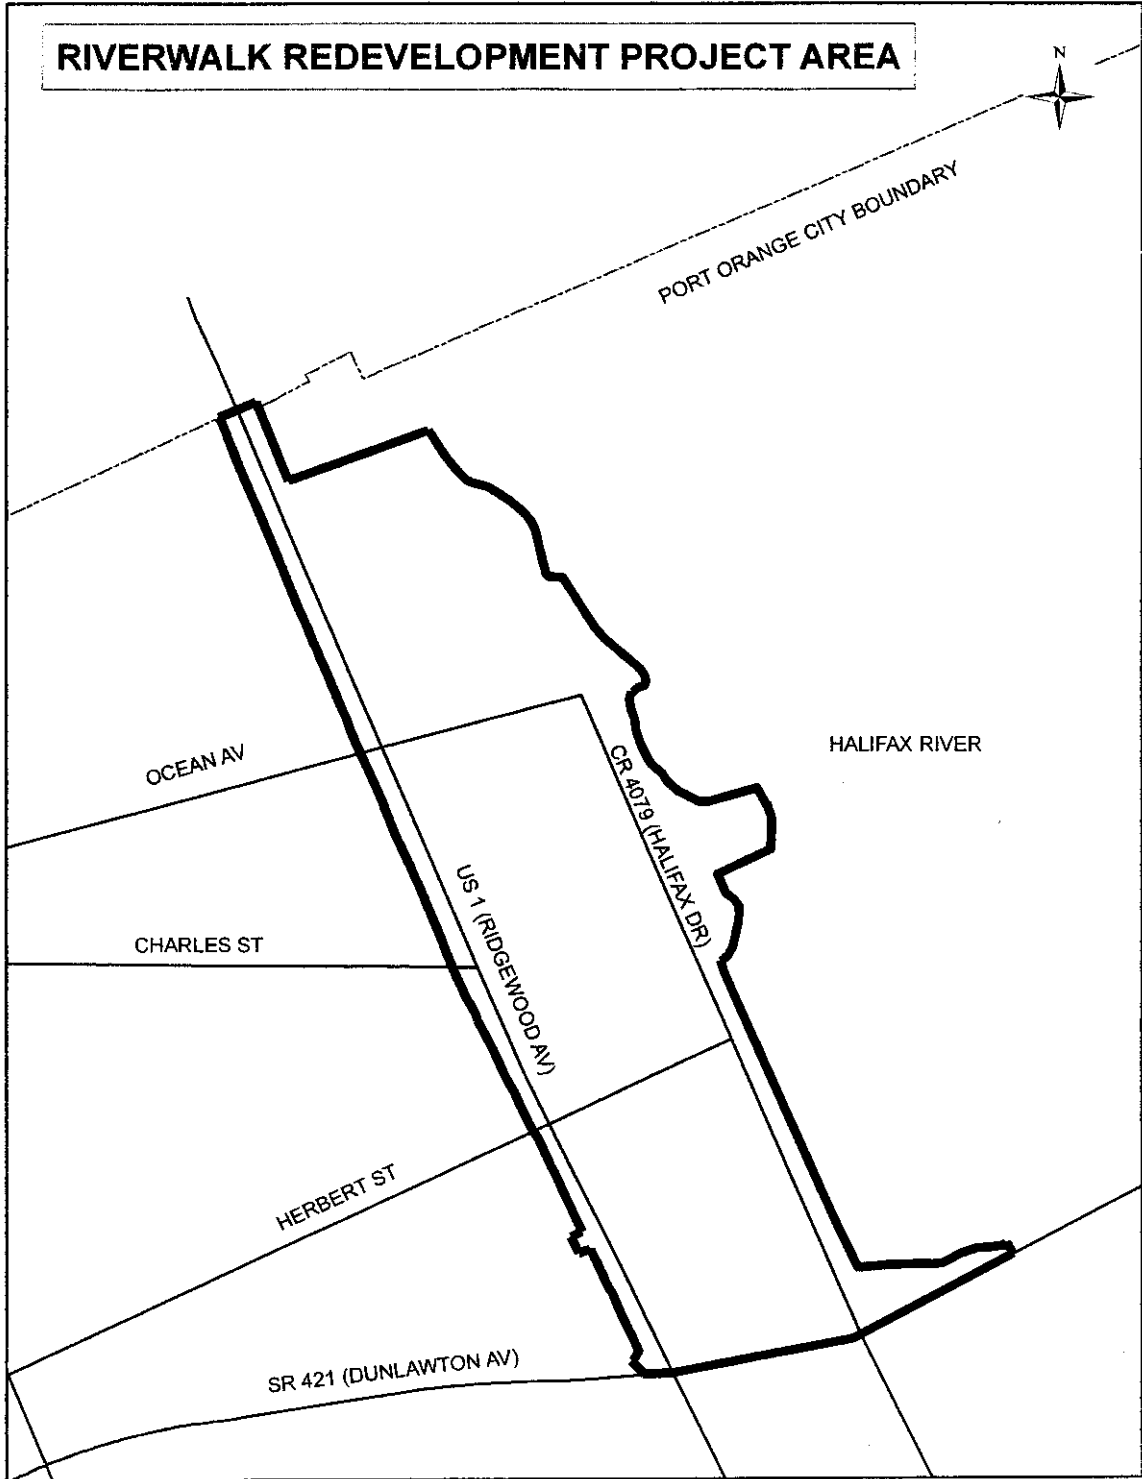 RIVERWALK REDEVELOPMENT PROJECT AREA
N
PORT ORANGE CITY BOUNDARY
OCEAN AV
HALIFAX RIVER
CR 4079 (HALIFAX DR)
US 1 (RIDGEWOOD AV)
CHARLES ST
HERBERT ST
SR 421 (DUNLAWTON AV)